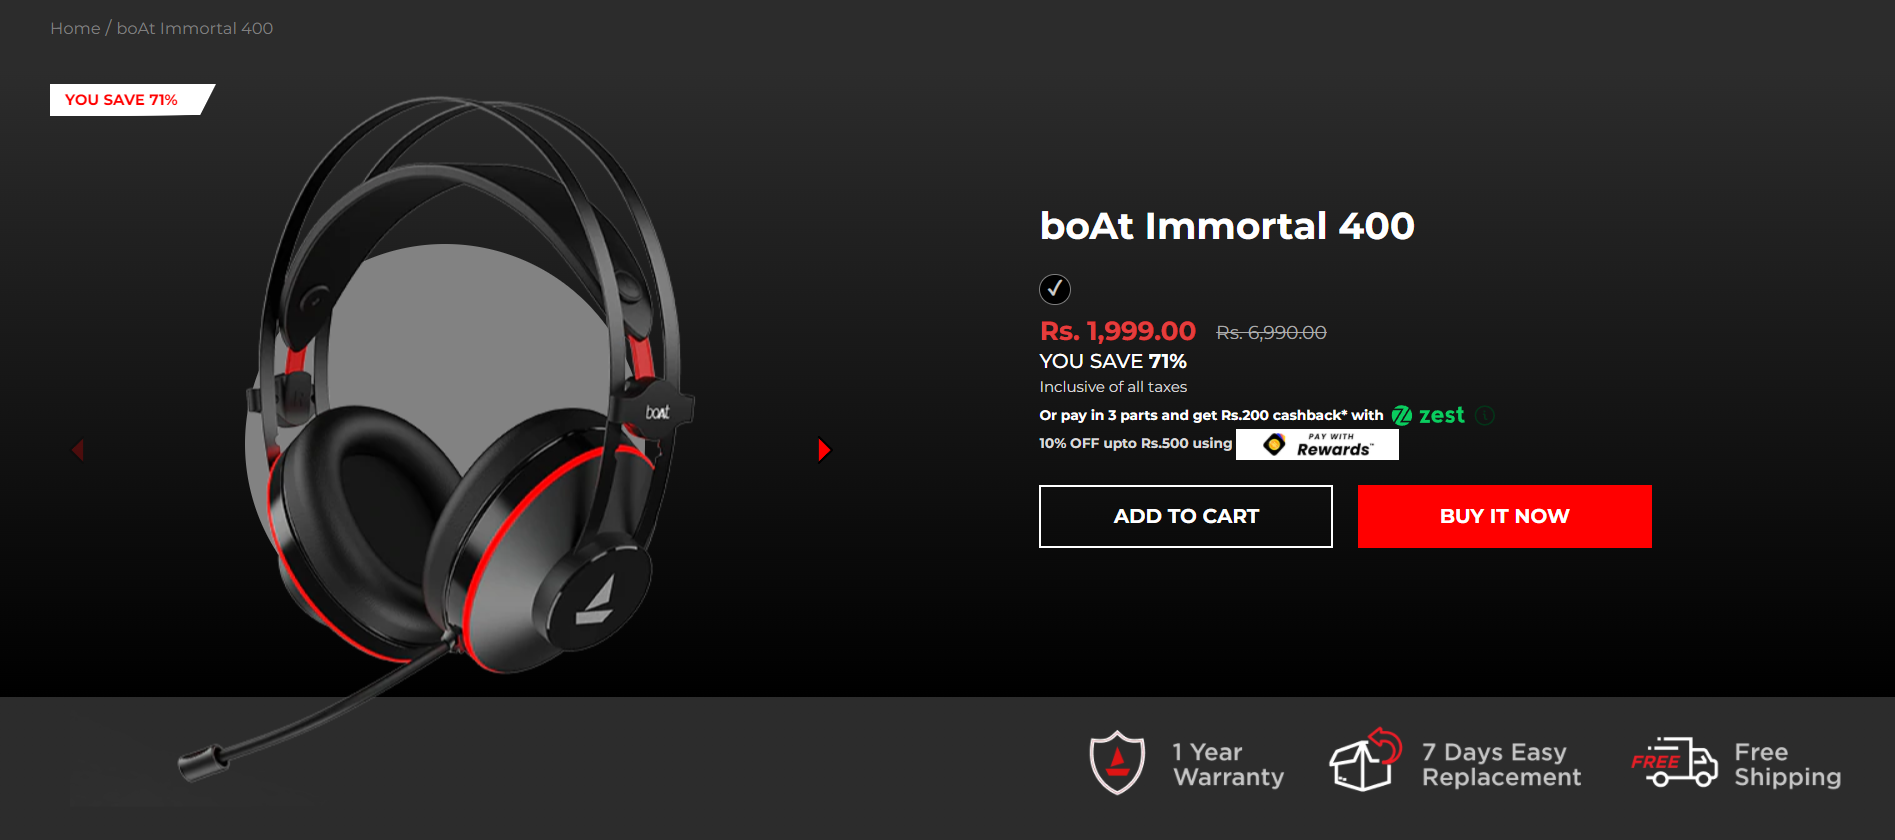 Home / boAt Immortal 400
YOU SAVE 71%
boAt
boAt Immortal 400
Rs. 1,999.00 Rs. 6,990.00
YOU SAVE 71%
Inclusive of all taxes
Or pay in 3 parts and get Rs.200 cashback* with zest
10% OFF upto Rs.500 using PAY WITH
Rewards™
ADD TO CART BUY IT NOW
1 Year
Warranty
7 Days Easy
Replacement
FREE
Free
Shipping